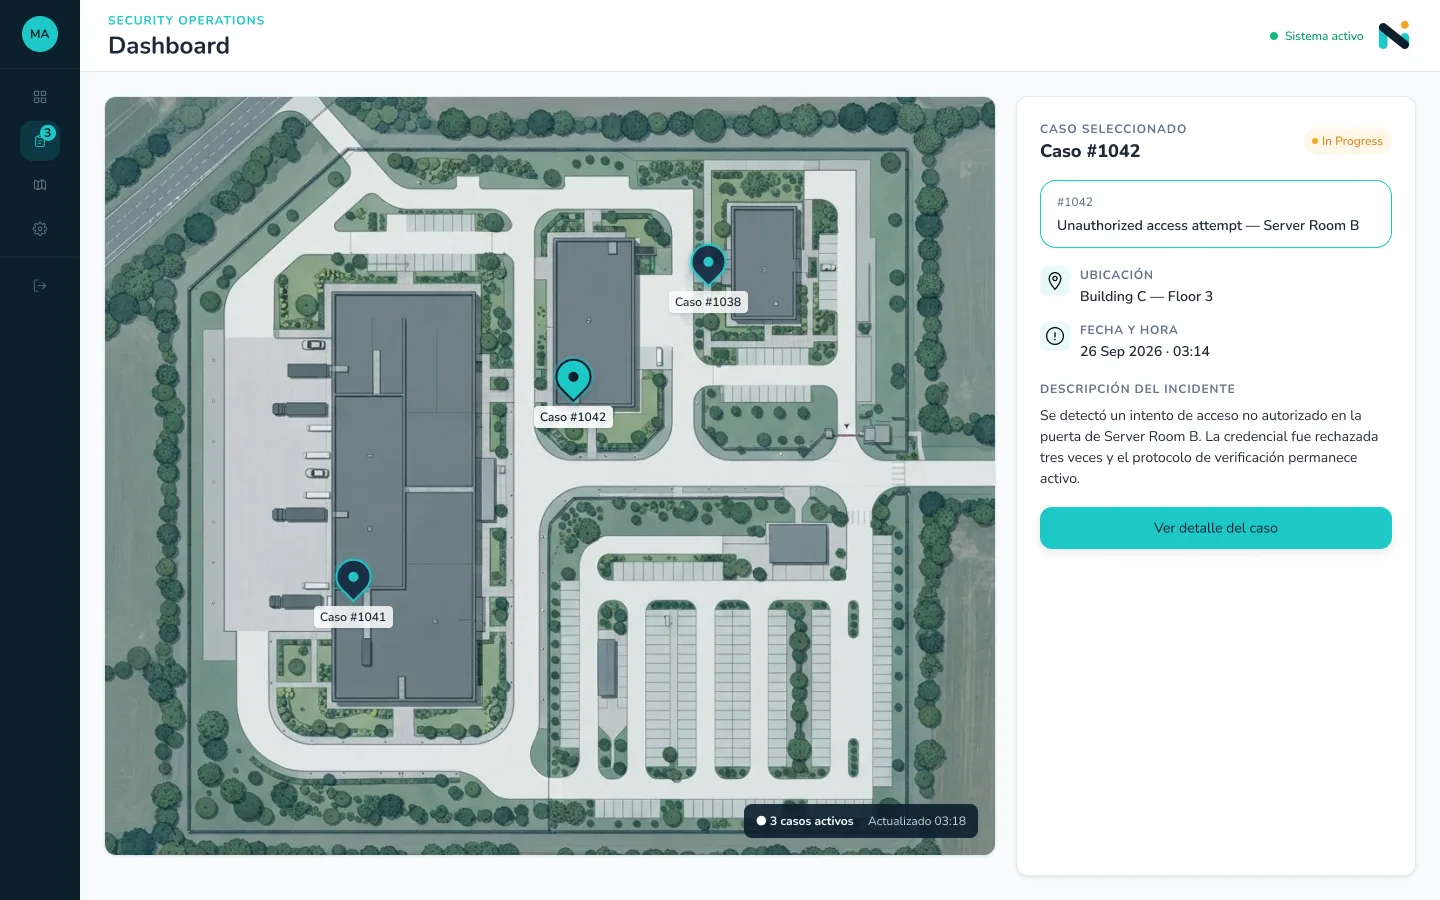 MA
3
SECURITY OPERATIONS
Dashboard
Sistema activo
Caso #1038
Caso #1042
Caso #1041
3 casos activos Actualizado 03:18
CASO SELECCIONADO
Caso #1042
In Progress
#1042
Unauthorized access attempt — Server Room B
UBICACIÓN
Building C — Floor 3
FECHA Y HORA
26 Sep 2026 · 03:14
DESCRIPCIÓN DEL INCIDENTE
Se detectó un intento de acceso no autorizado en la
puerta de Server Room B. La credencial fue rechazada
tres veces y el protocolo de verificación permanece
activo.
Ver detalle del caso